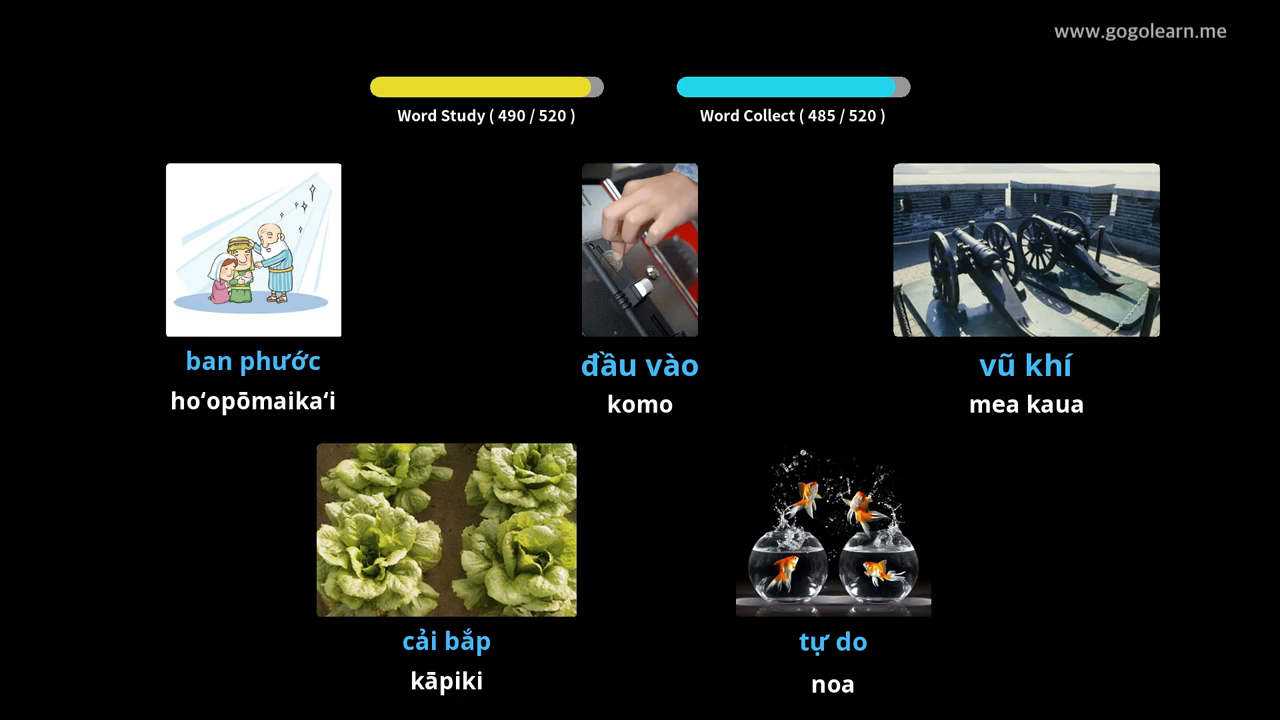 www.gogolearn.me
Word Study ( 490 / 520 )
Word Collect ( 485 / 520 )
ban phước
hoʻopōmaikaʻi
đầu vào
komo
vũ khí
mea kaua
cải bắp
kāpiki
tự do
noa